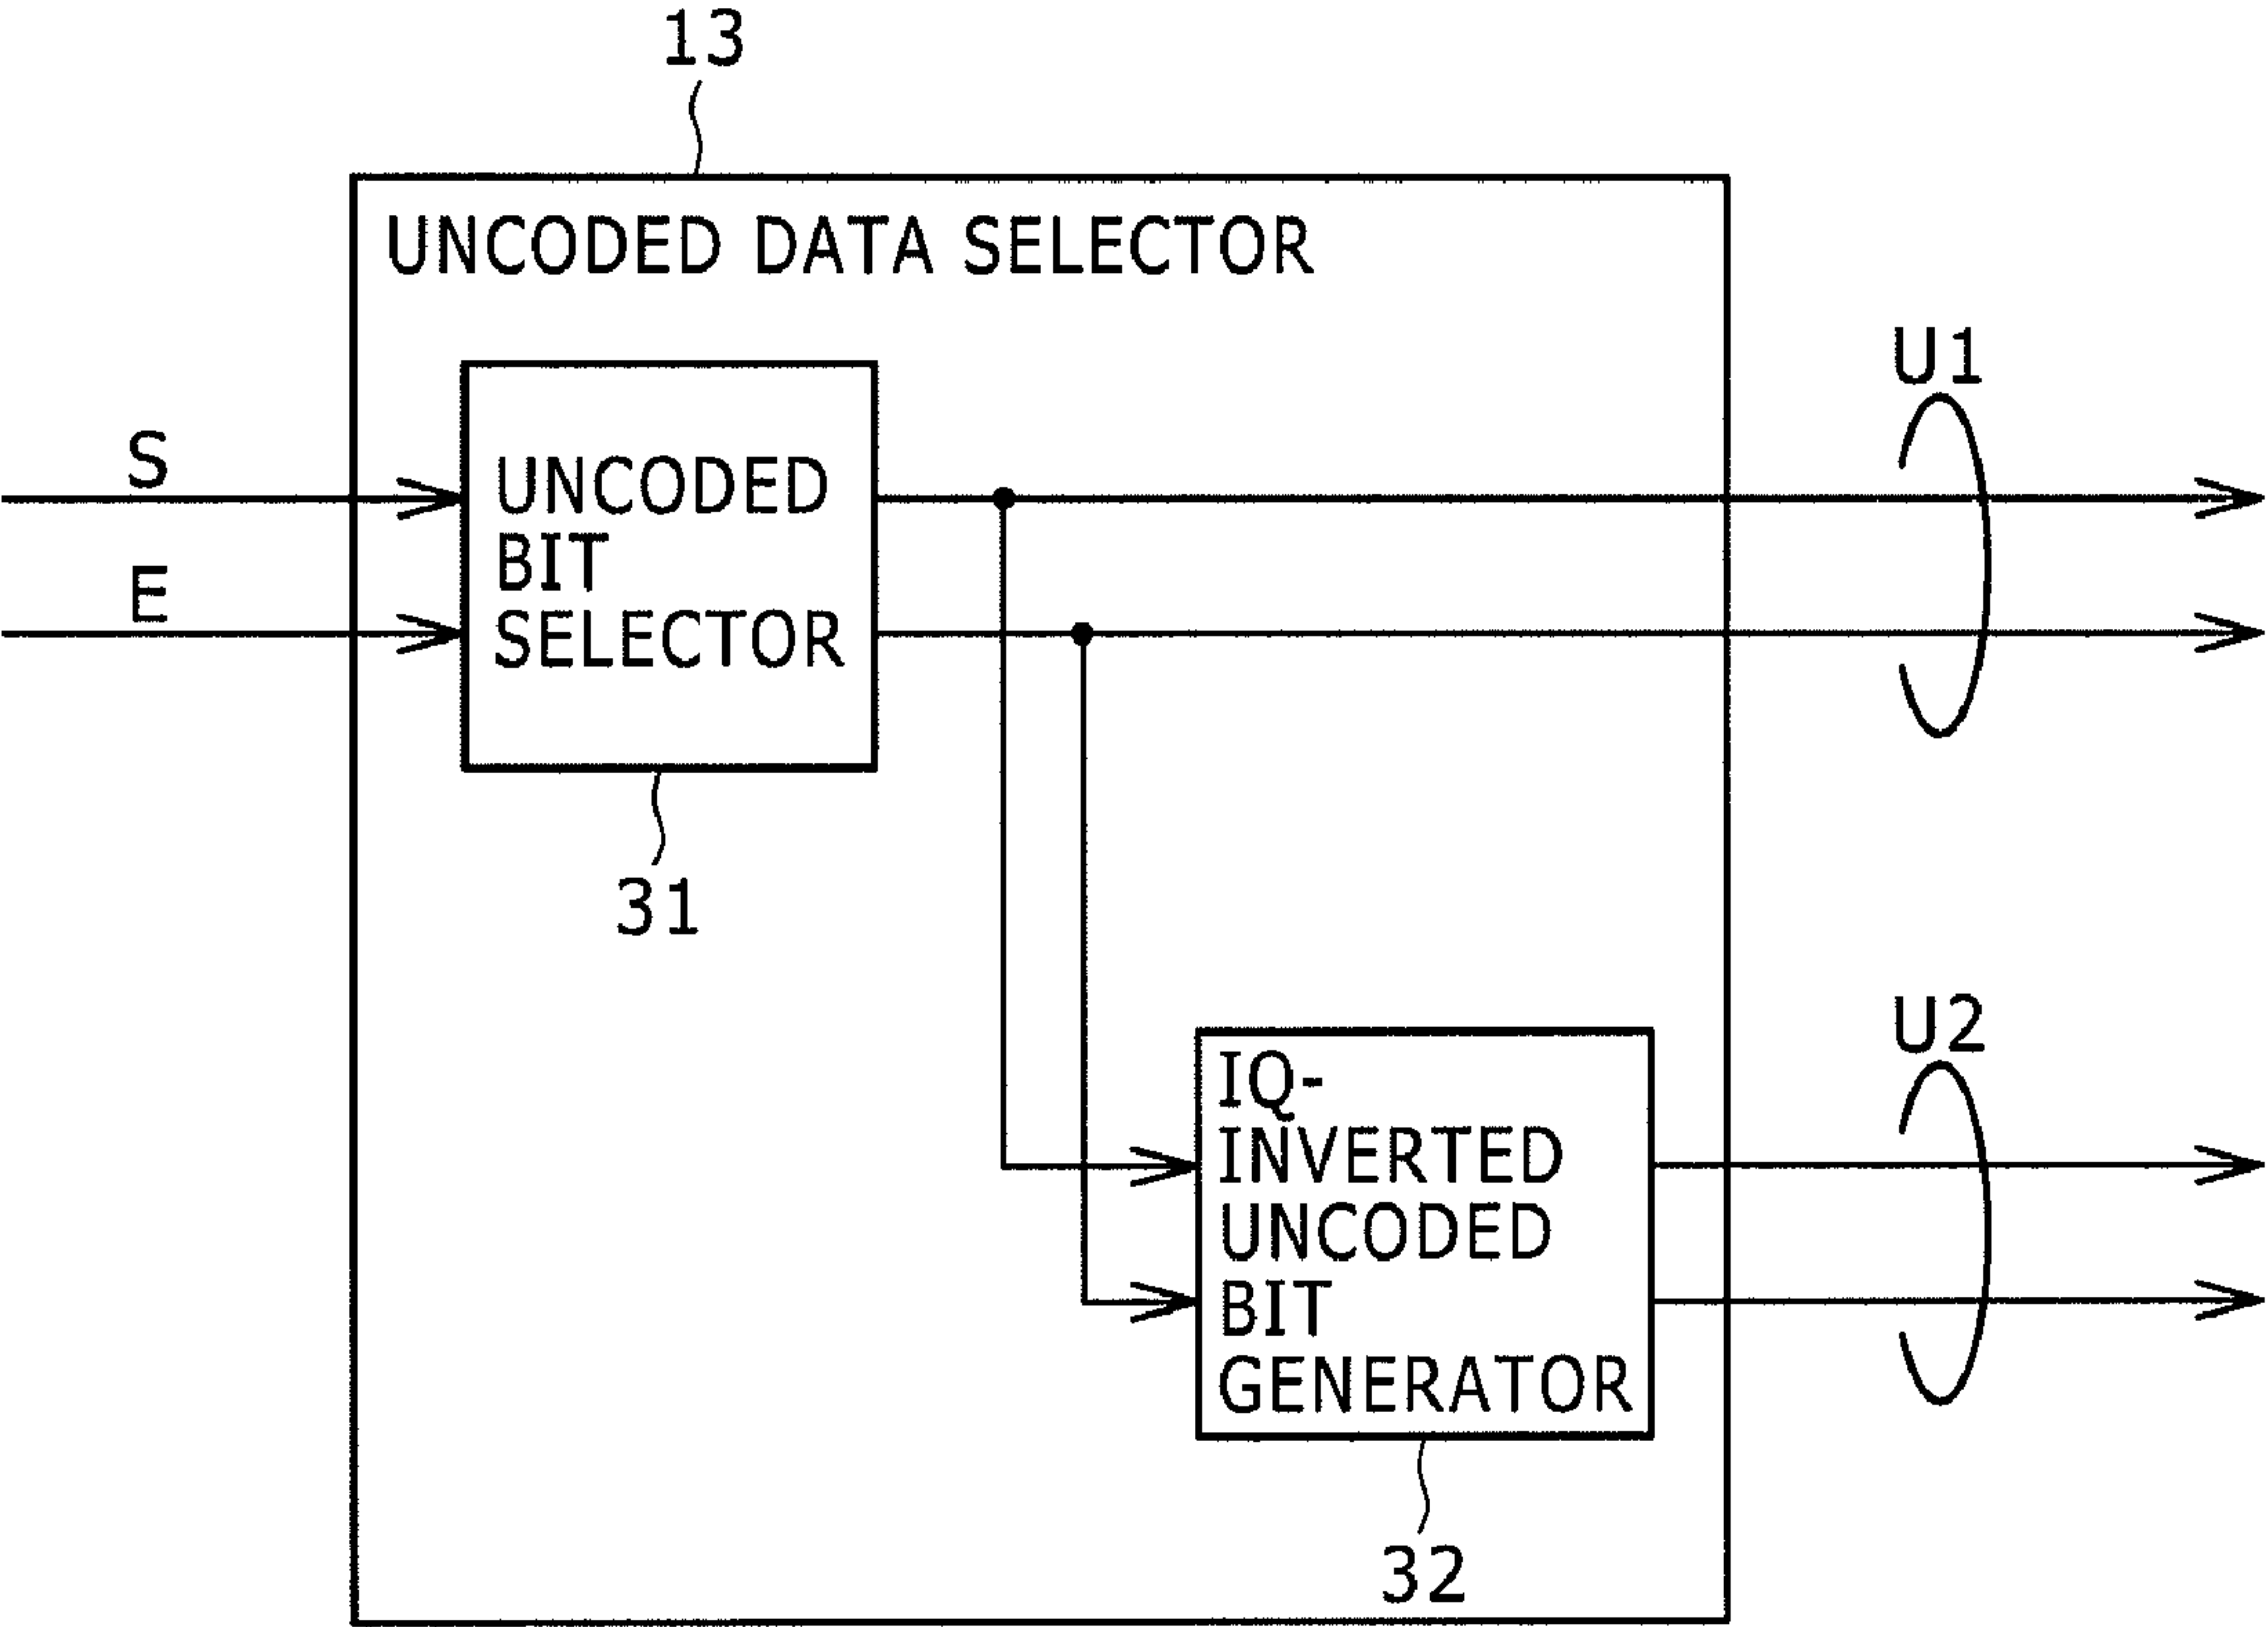 13
UNCODED DATA SELECTOR
U1
S
E
UNCODED
BIT
SELECTOR
31
U2
IQ-
INVERTED
UNCODED
BIT
GENERATOR
32